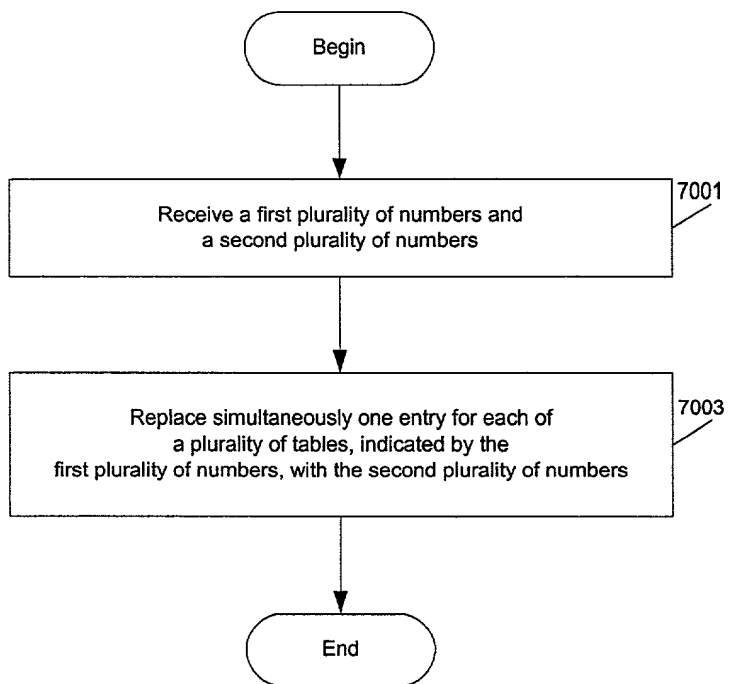 Begin
7001
Receive a first plurality of numbers and
a second plurality of numbers
7003
Replace simultaneously one entry for each of
a plurality of tables, indicated by the
first plurality of numbers, with the second plurality of numbers
End